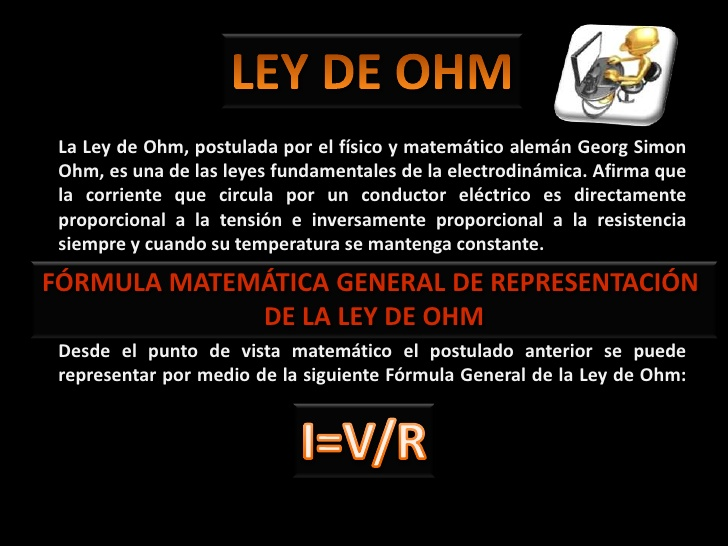 LEY DE OHM
La Ley de Ohm, postulada por el físico y matemático alemán Georg Simon
Ohm, es una de las leyes fundamentales de la electrodinámica. Afirma que
la corriente que circula por un conductor eléctrico es directamente
proporcional a la tensión e inversamente proporcional a la resistencia
siempre y cuando su temperatura se mantenga constante.
FÓRMULA MATEMÁTICA GENERAL DE REPRESENTACIÓN
DE LA LEY DE OHM
Desde el punto de vista matemático el postulado anterior se puede
representar por medio de la siguiente Fórmula General de la Ley de Ohm:
I=V/R